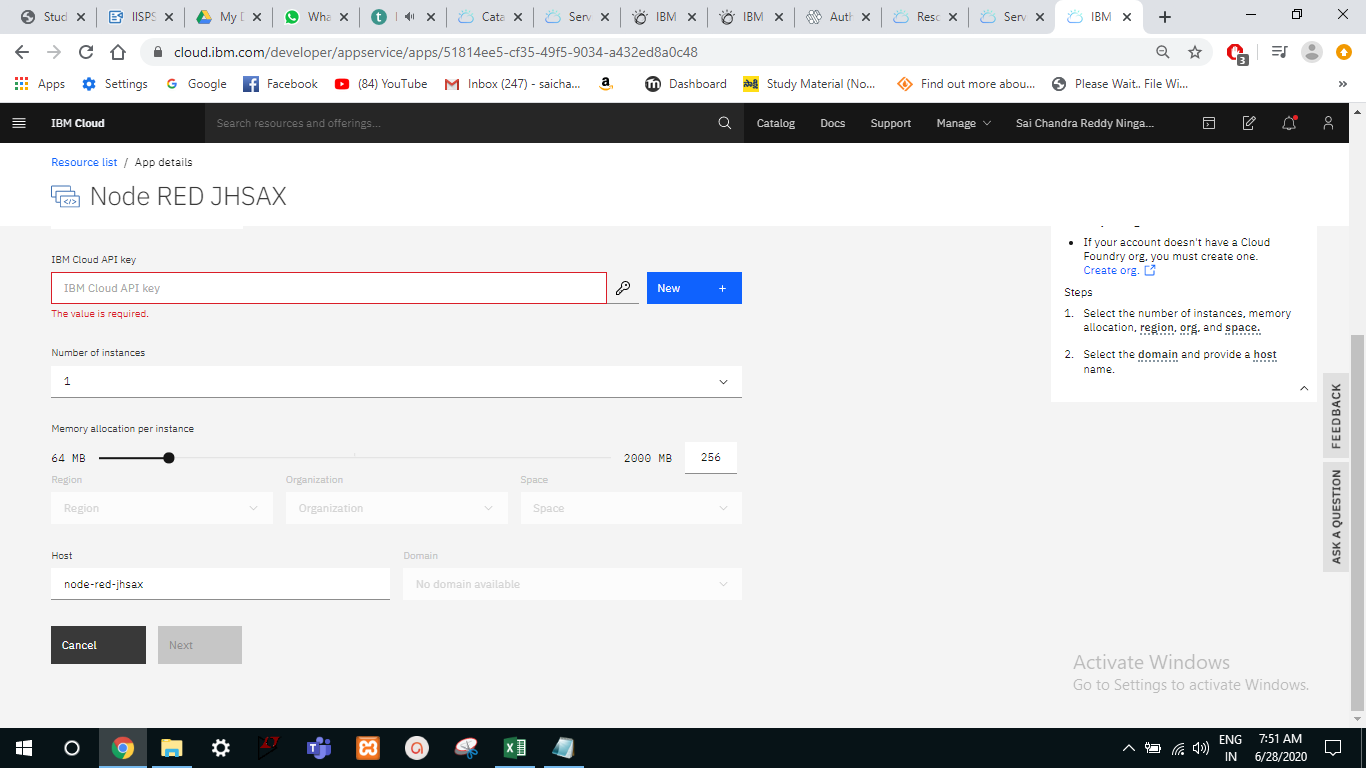 Stud
IISPS
My D
Wha
Cata
Serv
IBM
IBM
Auth
Reso
Serv
IBM
cloud.ibm.com/developer/appservice/apps/51814ee5-cf35-49f5-9034-a432ed8a0c48
3
Apps
Settings
Google
Facebook
(84) YouTube
Inbox (247) - saicha...
Dashboard
Study Material (No...
Find out more abou...
Please Wait.. File Wi...
»
IBM Cloud
Search resources and offerings...
Catalog
Docs
Support
Manage
Sai Chandra Reddy Ninga...
Resource list / App details
Node RED JHSAX
IBM Cloud API key
IBM Cloud API key
New +
The value is required.
Number of instances
1
Memory allocation per instance
64 MB
2000 MB
256
Region
Organization
Space
Region
Organization
Space
Host
Domain
node-red-jhsax
No domain available
Cancel
Next
• If your account doesn't have a Cloud
Foundry org, you must create one.
Create org.
Steps
1. Select the number of instances, memory
allocation, region, org, and space.
2. Select the domain and provide a host
name.
FEEDBACK
ASK A QUESTION
Activate Windows
Go to Settings to activate Windows.
ENG
IN
7:51 AM
6/28/2020